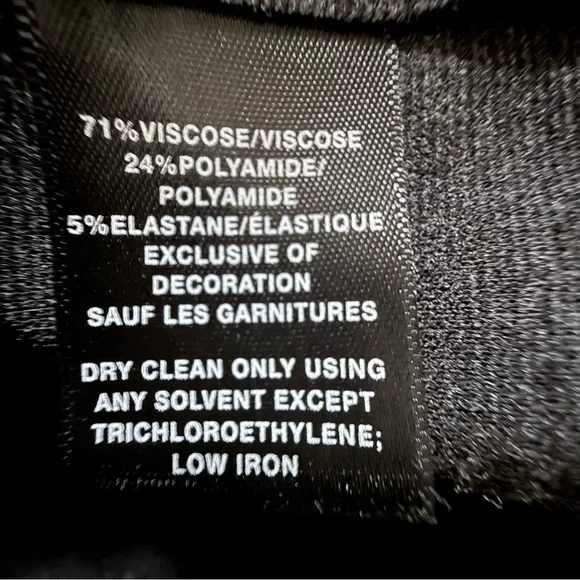 71%VISCOSE/VISCOSE
24%POLYAMIDE/
POLYAMIDE
5%ELASTANE/ÉLASTIQUE
EXCLUSIVE OF
DECORATION
SAUF LES GARNITURES
DRY CLEAN ONLY USING
ANY SOLVENT EXCEPT
TRICHLOROETHYLENE;
LOW IRON